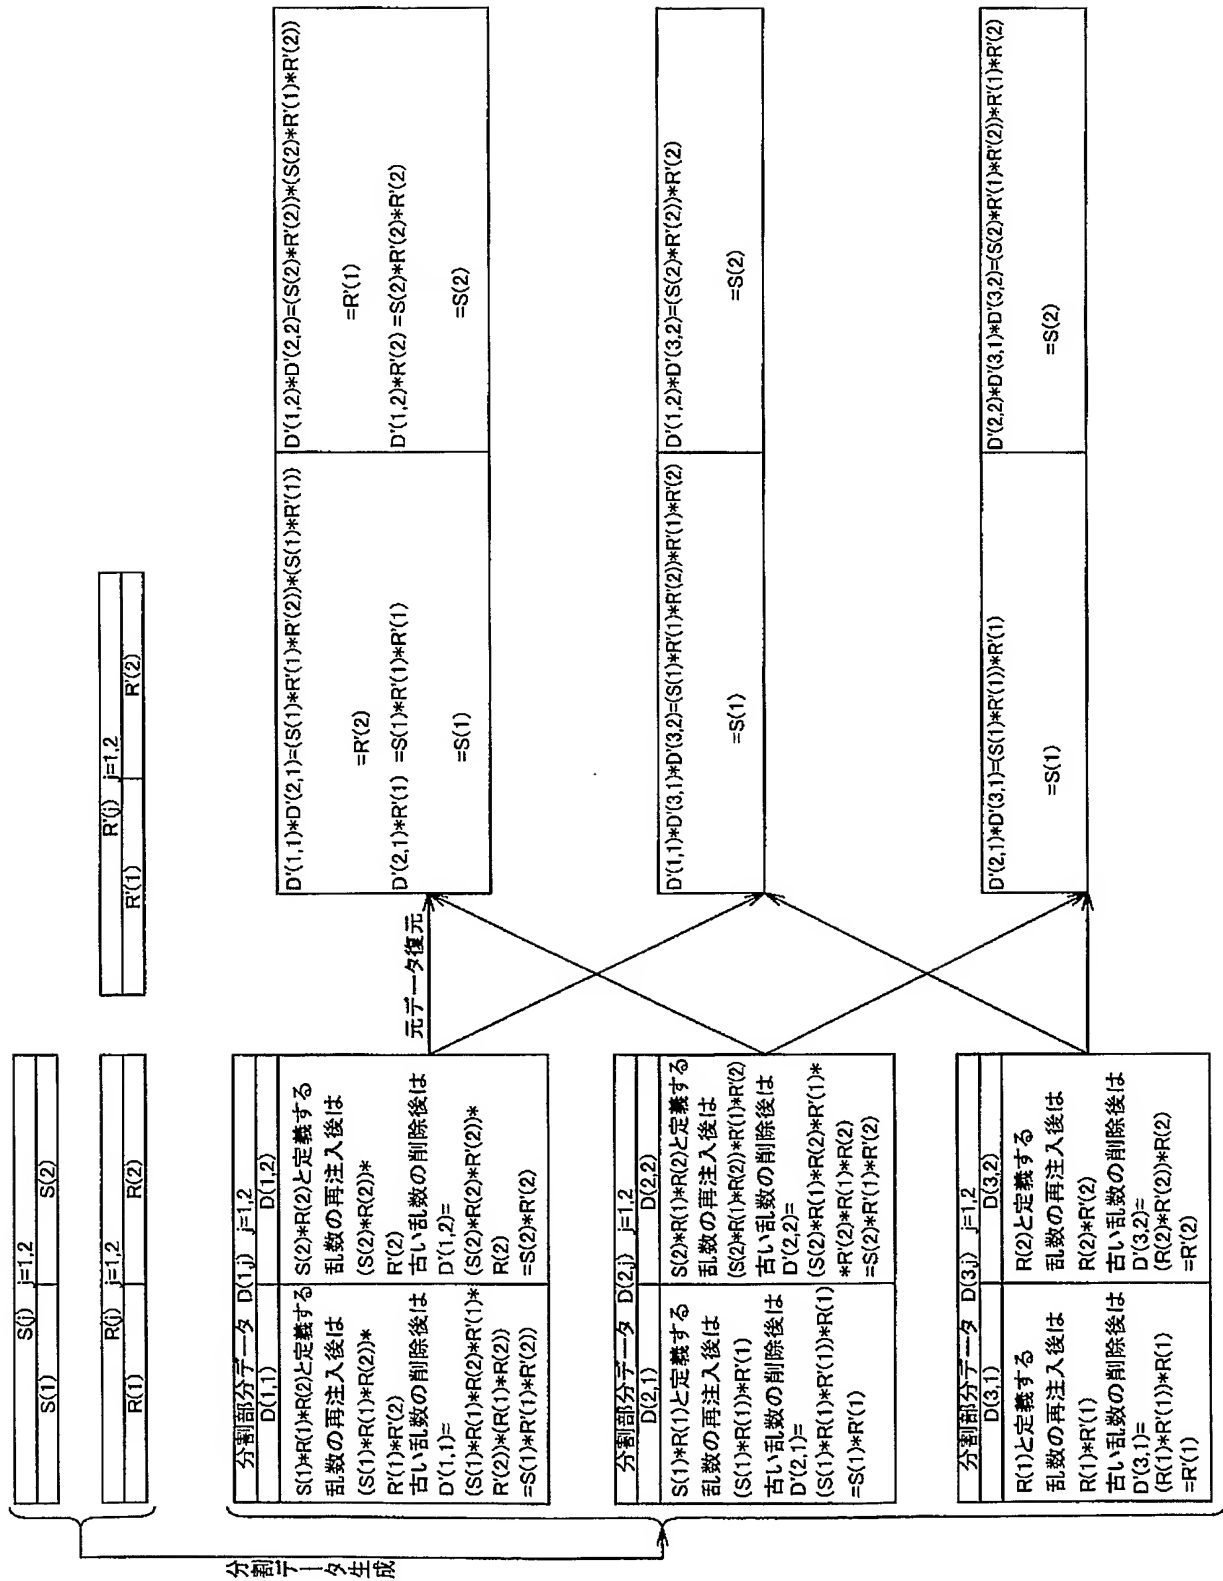 S(j) j=1,2
S(1) S(2)
R(j) j=1,2
R(1) R(2)
R'(j) j=1,2
R'(1) R'(2)
分割データ生成
分割部分データ D(1,j) j=1,2
D(1,1) D(1,2)
S(1)*R(1)*R(2)と定義する
乱数の再注入後は
(S(1)*R(1)*R(2))*
R'(1)*R'(2)
古い乱数の削除後は
D'(1,1)=
(S(1)*R(1)*R(2)*R'(1)*
R'(2))*(R(1)*R(2))
=S(1)*R'(1)*R'(2))
S(2)*R(2)と定義する
乱数の再注入後は
(S(2)*R(2))*
R'(2)
古い乱数の削除後は
D'(1,2)=
(S(2)*R(2)*R'(2))*
R(2)
=S(2)*R'(2)
分割部分データ D(2,j) j=1,2
D(2,1) D(2,2)
S(1)*R(1)と定義する
乱数の再注入後は
(S(1)*R(1))*R'(1)
古い乱数の削除後は
D'(2,1)=
(S(1)*R(1)*R'(1))*R(1)
=S(1)*R'(1)
S(2)*R(1)*R(2)と定義する
乱数の再注入後は
(S(2)*R(1)*R(2))*R'(1)*R'(2)
古い乱数の削除後は
D'(2,2)=
(S(2)*R(1)*R(2)*R'(1)*
*R'(2)*R(1)*R(2)
=S(2)*R'(1)*R'(2)
分割部分データ D(3,j) j=1,2
D(3,1) D(3,2)
R(1)と定義する
乱数の再注入後は
R(1)*R'(1)
古い乱数の削除後は
D'(3,1)=
(R(1)*R'(1))*R(1)
=R'(1)
R(2)と定義する
乱数の再注入後は
R(2)*R'(2)
古い乱数の削除後は
D'(3,2)=
(R(2)*R'(2))*R(2)
=R'(2)
元データ復元
D'(1,1)*D'(2,1)=(S(1)*R'(1)*R'(2))*(S(1)*R'(1))
=R'(2)
D'(2,1)*R'(1) =S(1)*R'(1)*R'(1)
=S(1)
D'(1,2)*D'(2,2)=(S(2)*R'(2))*(S(2)*R'(1)*R'(2))
=R'(1)
D'(1,2)*R'(2) =S(2)*R'(2)*R'(2)
=S(2)
D'(1,1)*D'(3,1)*D'(3,2)=(S(1)*R'(1)*R'(2))*R'(1)*R'(2)
=S(1)
D'(1,2)*D'(3,2)=(S(2)*R'(2))*R'(2)
=S(2)
D'(2,1)*D'(3,1)=(S(1)*R'(1))*R'(1)
=S(1)
D'(2,2)*D'(3,1)*D'(3,2)=(S(2)*R'(1)*R'(2))*R'(1)*R'(2)
=S(2)